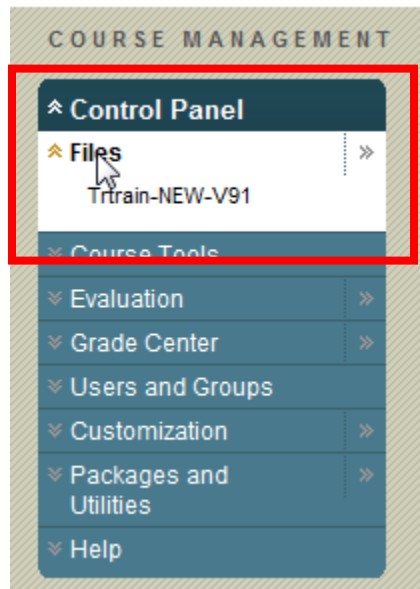 COURSE MANAGEMENT
Control Panel
Files
Trtrain-NEW-V91
Course Tools
Evaluation
Grade Center
Users and Groups
Customization
Packages and
Utilities
Help